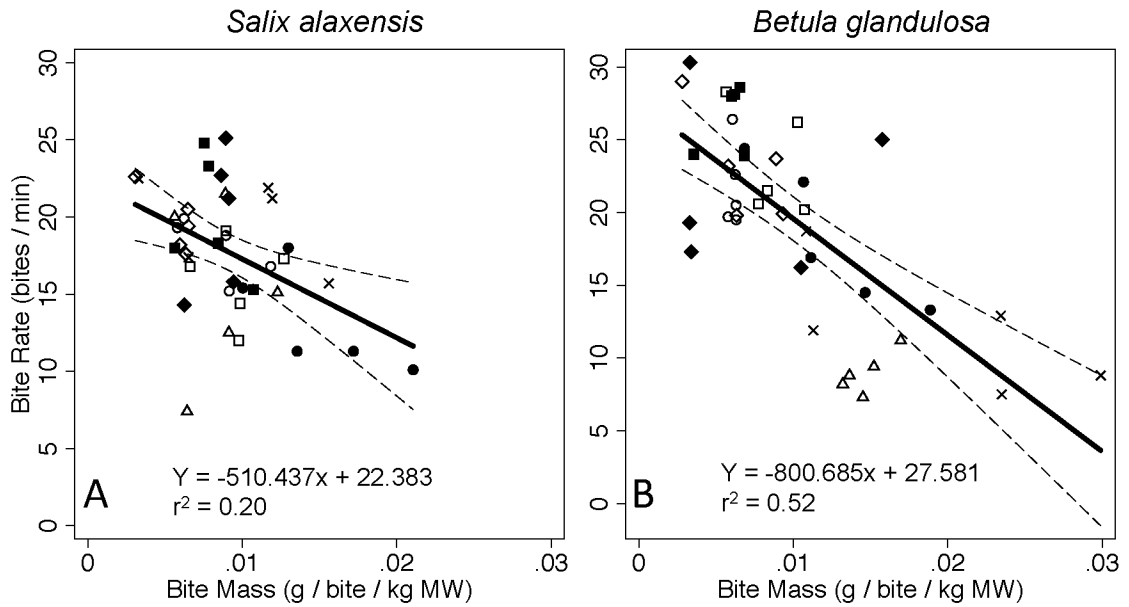 Salix alaxensis
Betula glandulosa
Bite Rate (bites / min)
30
25
20
15
10
5
0
A
Y = -510.437x + 22.383
r² = 0.20
0
.01
.02
.03
Bite Mass (g / bite / kg MW)
30
25
20
15
10
5
0
B
Y = -800.685x + 27.581
r² = 0.52
0
.01
.02
.03
Bite Mass (g / bite / kg MW)